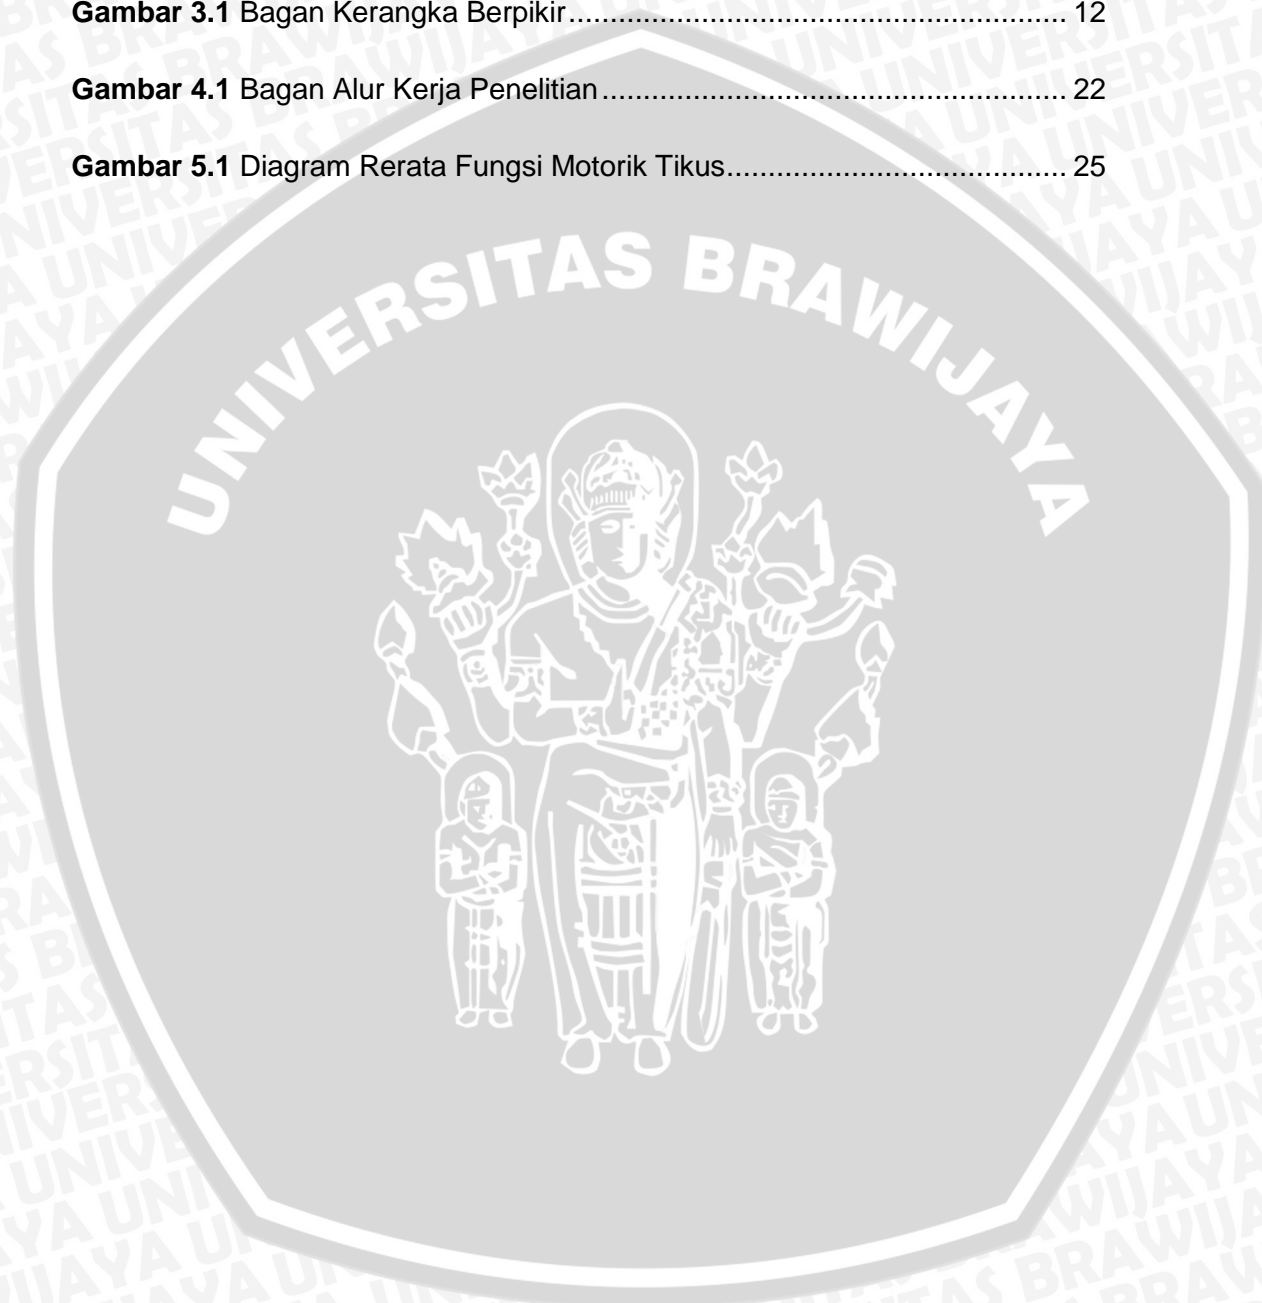 Gambar 3.1 Bagan Kerangka Berpikir................................................................ 12
Gambar 4.1 Bagan Alur Kerja Penelitian........................................................... 22
Gambar 5.1 Diagram Rerata Fungsi Motorik Tikus........................................... 25
UNIVERSITAS BRAWIJAYA